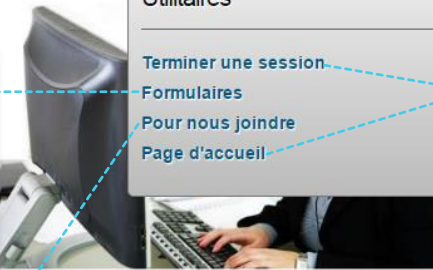 Utilitaires
Terminer une session
Formulaires
Pour nous joindre
Page d'accueil